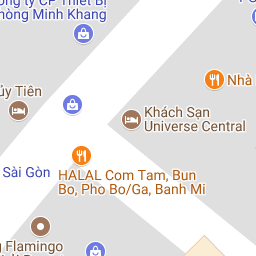 ông ty CP Thiết Bị
hòng Minh Khang
Nhà
ủy Tiên
Khách Sạn
Universe Central
Sài Gòn
HALAL Com Tam, Bun
Bo, Pho Bo/Ga, Banh Mi
g Flamingo